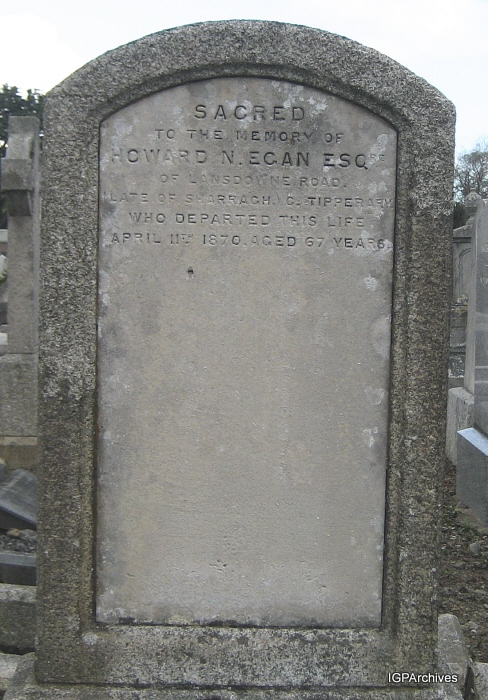 SACRED
TO THE MEMORY OF
HOWARD N. EGAN ESQRE
OF LANSDOWNE ROAD.
(LATE OF SHARRAGH, C. TIPPERARY)
WHO DEPARTED THIS LIFE
APRIL 11TH 1870. AGED 67 YEARS.
IGPArchives